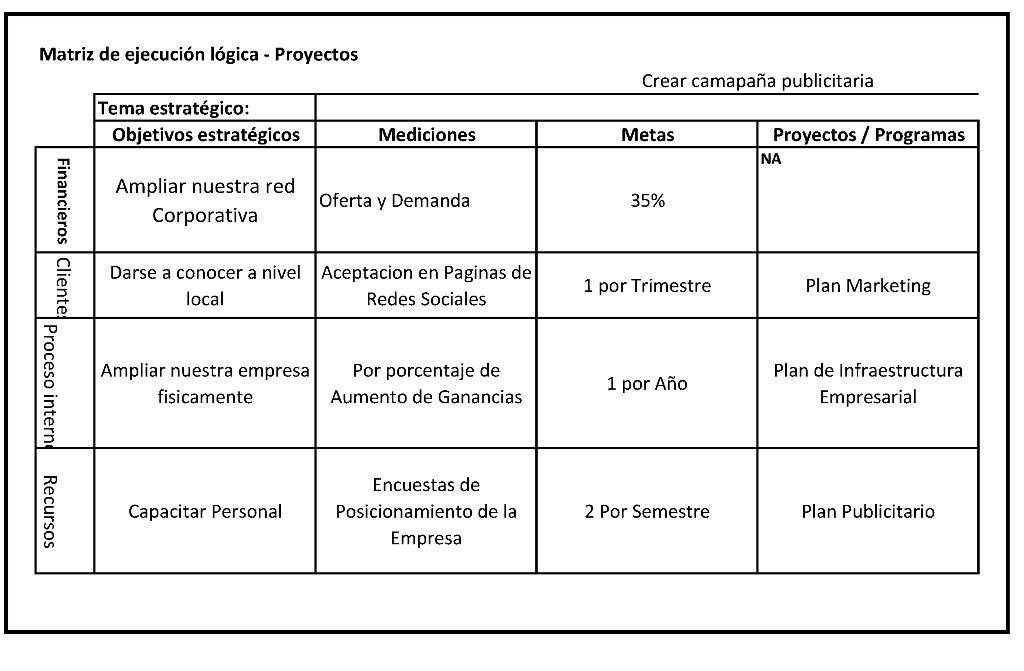 Matriz de ejecución lógica - Proyectos
Crear camapaña publicitaria
Tema estratégico:
Objetivos estratégicos Mediciones Metas Proyectos / Programas
Financieros
Ampliar nuestra red
Corporativa
Oferta y Demanda
35%
NA
Cliente
Darse a conocer a nivel
local
Aceptacion en Paginas de
Redes Sociales
1 por Trimestre
Plan Marketing
Proceso intern
Ampliar nuestra empresa
fisicamente
Por porcentaje de
Aumento de Ganancias
1 por Año
Plan de Infraestructura
Empresarial
Recursos
Capacitar Personal
Encuestas de
Posicionamiento de la
Empresa
2 Por Semestre
Plan Publicitario